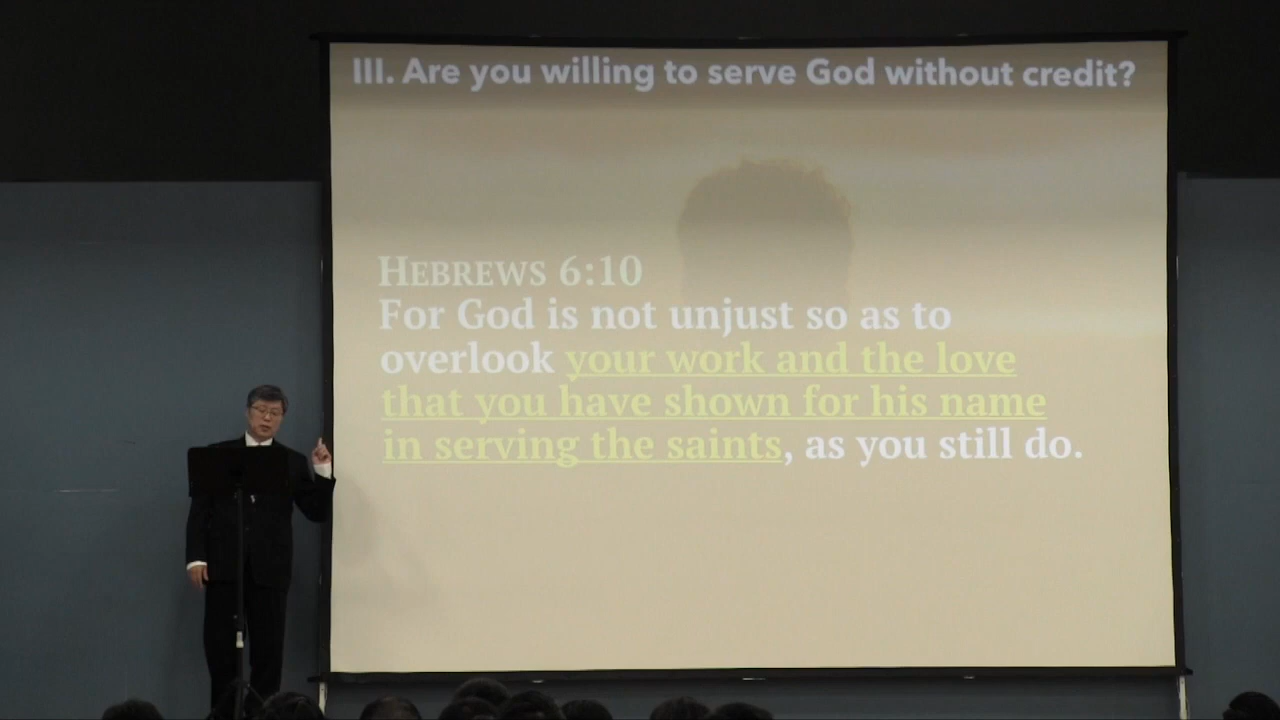 III. Are you willing to serve God without credit?
HEBREWS 6:10
For God is not unjust so as to
overlook your work and the love
that you have shown for his name
in serving the saints, as you still do.